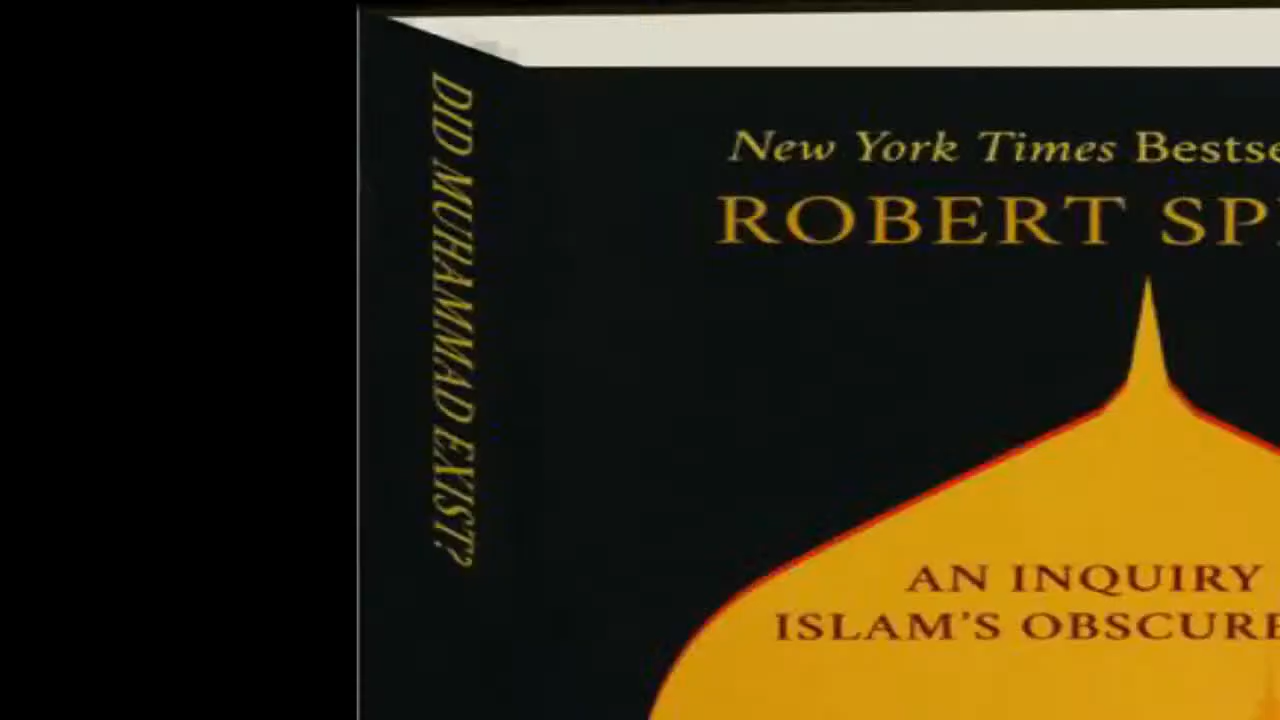 DID MUHAMMAD EXIST?
New York Times Bestse
ROBERT SP
AN INQUIRY
ISLAM'S OBSCURE